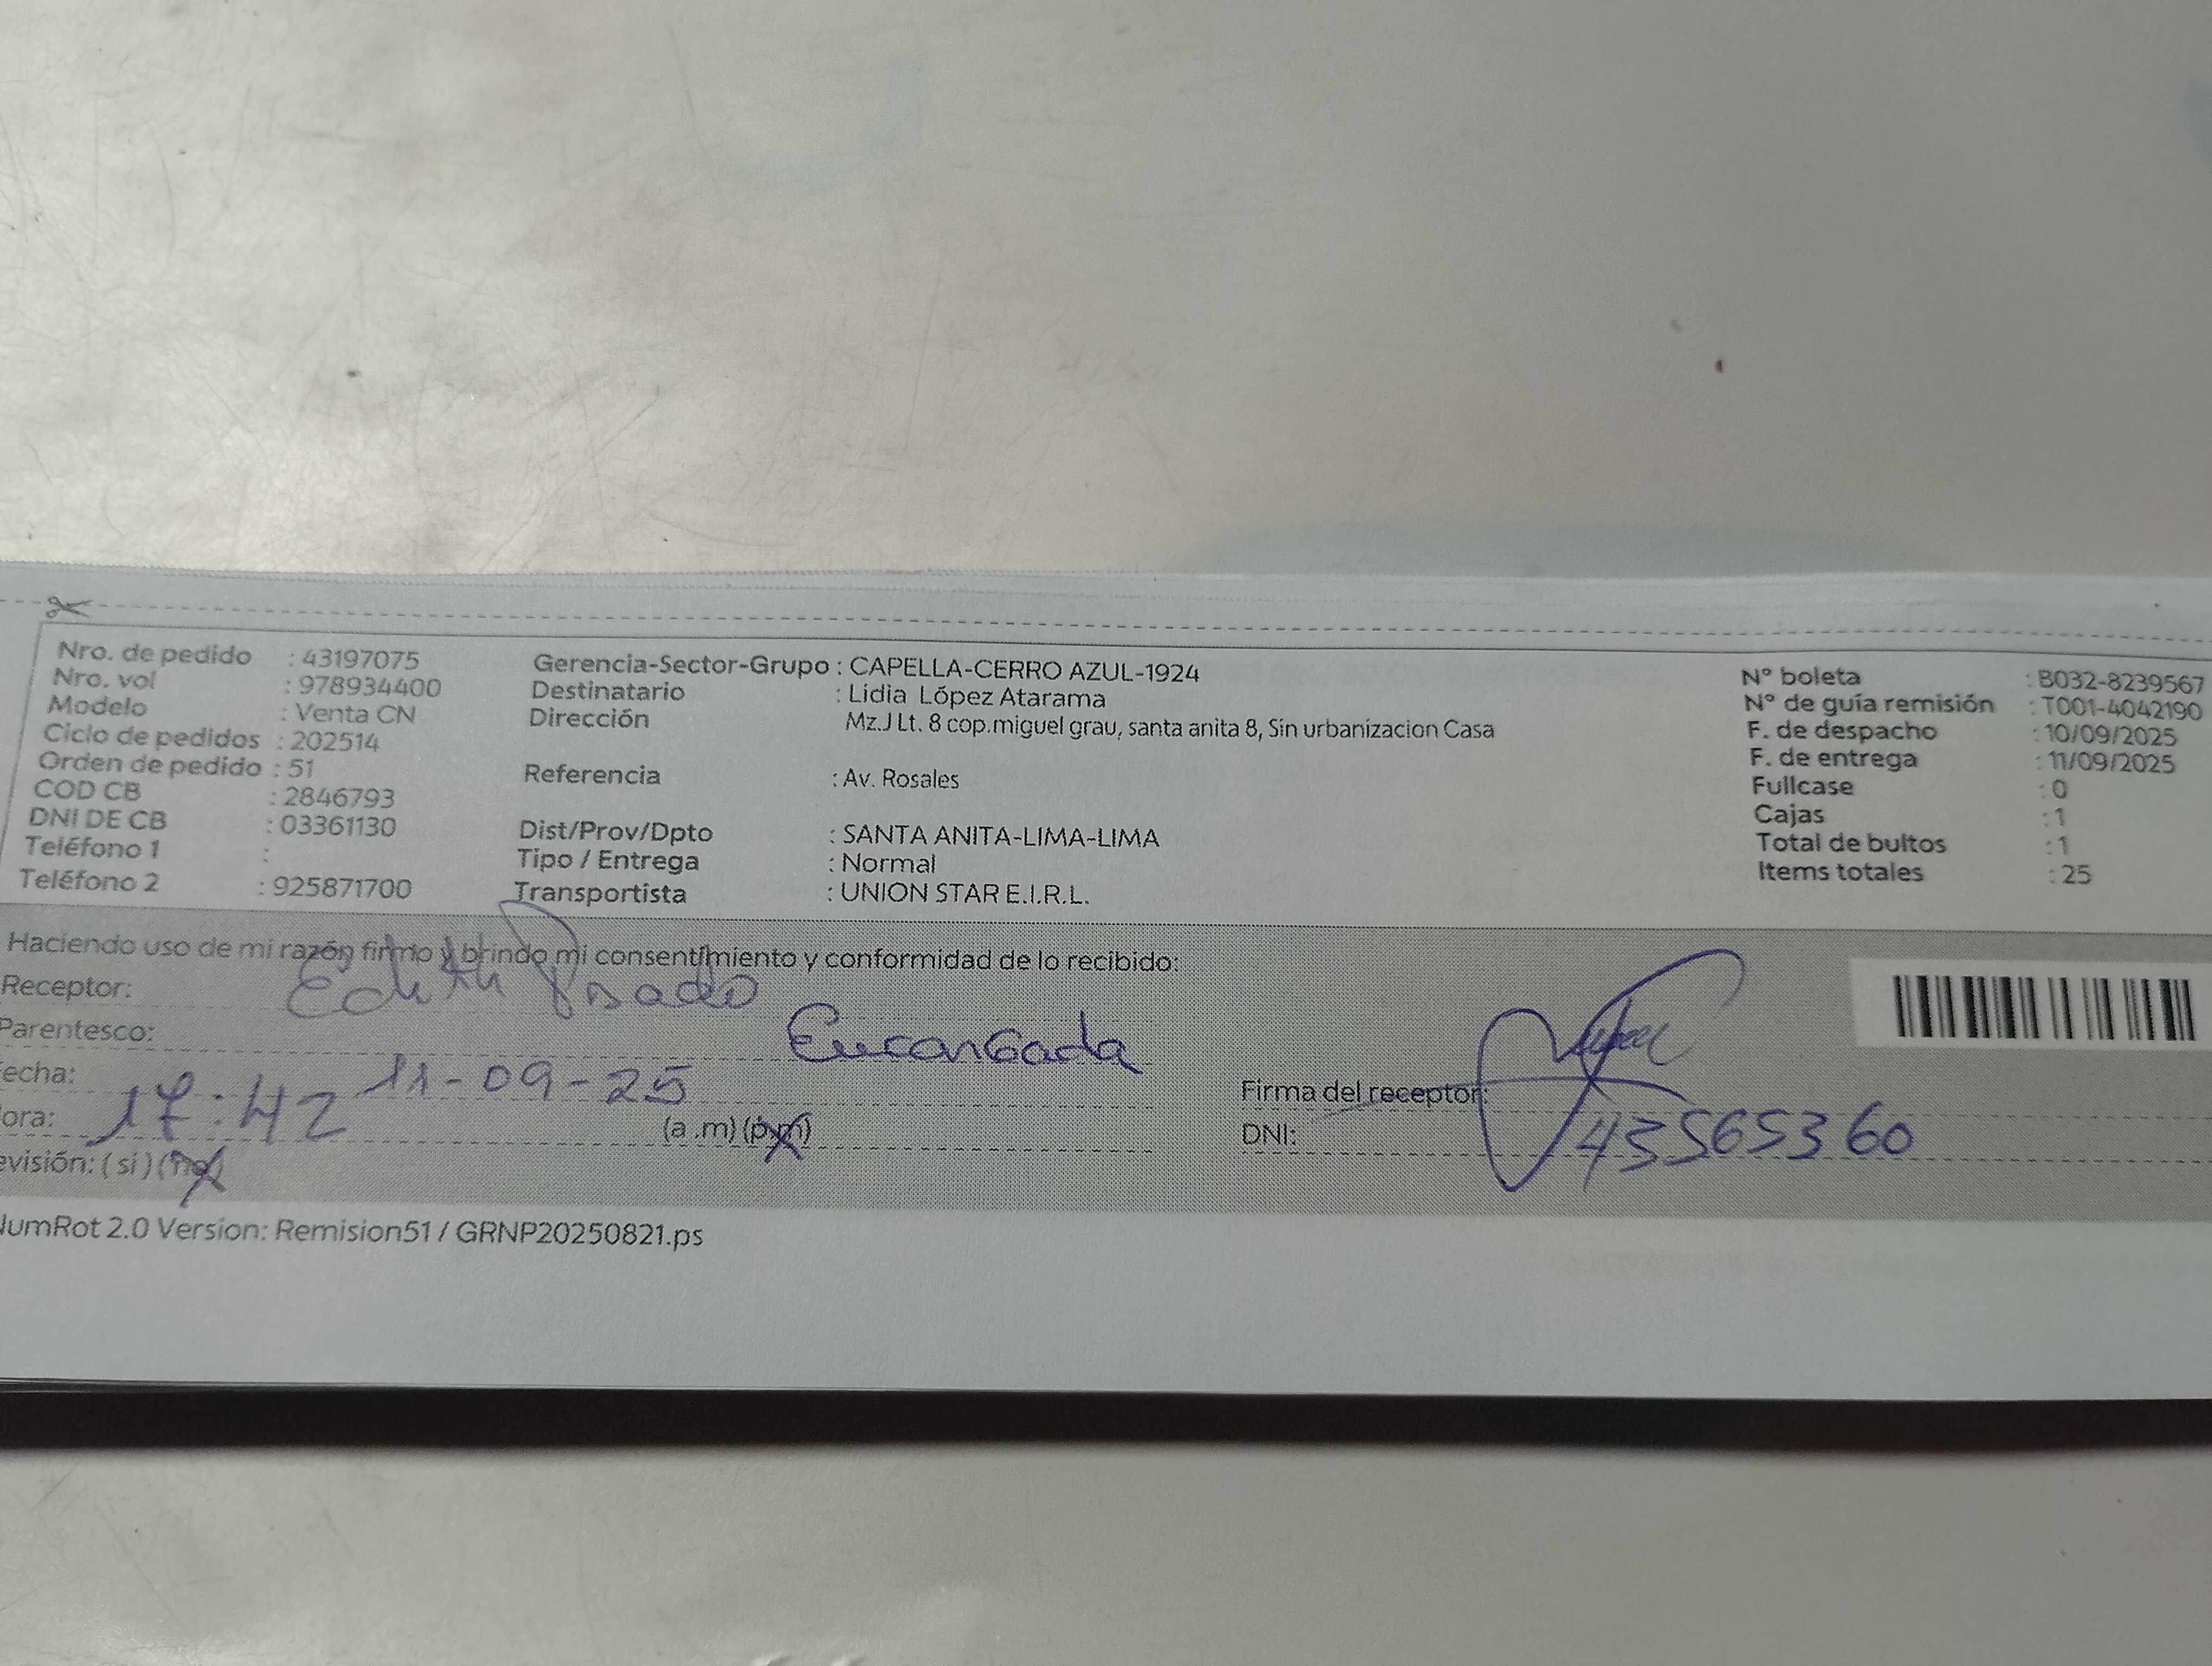 Nro. de pedido : 43197075
Nro. vol : 978934400
Modelo : Venta CN
Ciclo de pedidos : 202514
Orden de pedido : 51
COD CB : 2846793
DNI DE CB : 03361130
Teléfono 1 :
Teléfono 2 : 925871700
Gerencia-Sector-Grupo : CAPELLA-CERRO AZUL-1924
Destinatario : Lidia López Atarama
Dirección Mz.J Lt. 8 cop.miguel grau, santa anita 8, Sin urbanizacion Casa
Referencia : Av. Rosales
Dist/Prov/Dpto : SANTA ANITA-LIMA-LIMA
Tipo / Entrega : Normal
Transportista : UNION STAR E.I.R.L.
N° boleta : B032-8239567
N° de guía remisión : T001-4042190
F. de despacho : 10/09/2025
F. de entrega : 11/09/2025
Fullcase : 0
Cajas : 1
Total de bultos : 1
Items totales : 25
Haciendo uso de mi razón firmo y brindo mi consentimiento y conformidad de lo recibido:
Receptor: Edith
Parentesco: Encargada
echa: 11-09-25
ora: 17:42 (a .m) (p.m)
evisión: ( si ) (no)
Firma del receptor:
DNI: 435653 60
NumRot 2.0 Version: Remision51 / GRNP20250821.ps